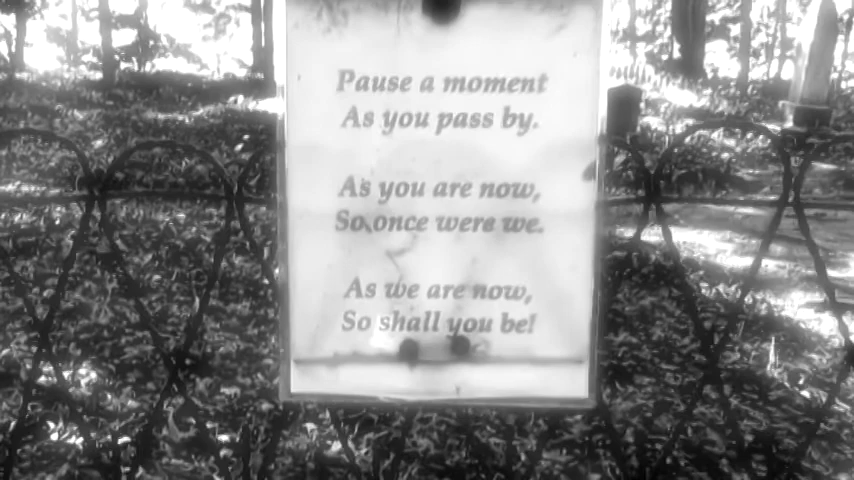 Pause a moment
As you pass by.
As you are now,
So once were we.
As we are now,
So shall you be!